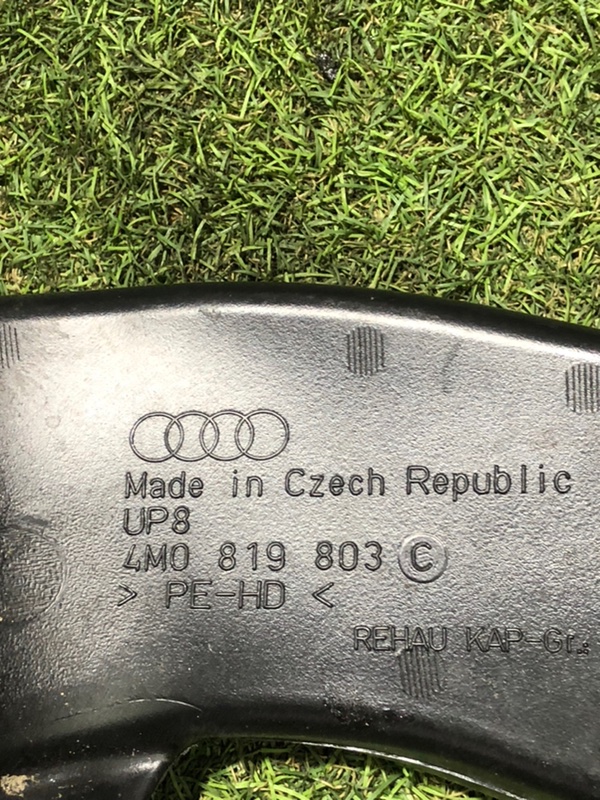 Made in Czech Republic
UP8
4M0 819 803 C
> PE-HD <
REHAU KAP-Gr.: